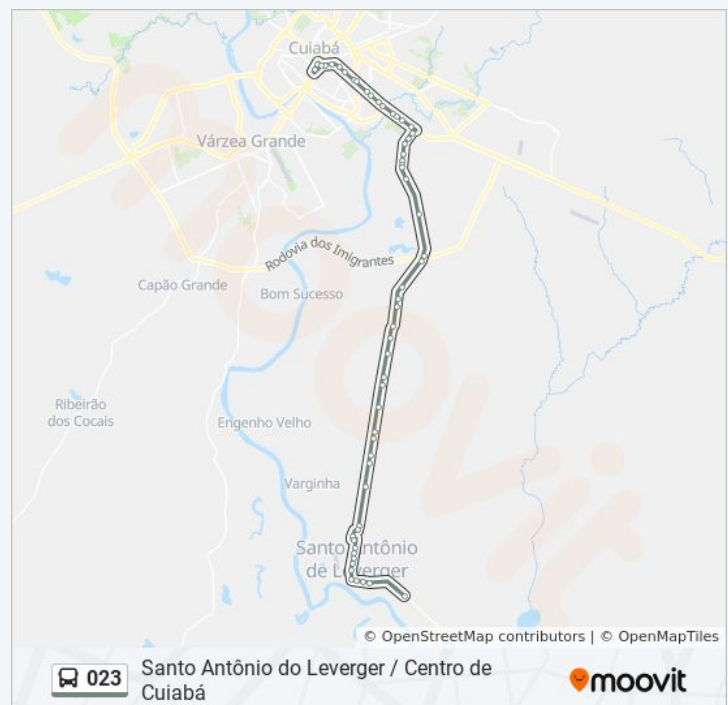 Cuiabá
Várzea Grande
Rodovia dos Imigrantes
Capão Grande
Bom Sucesso
Ribeirão
dos Cocais
Engenho Velho
Varginha
Santo Antônio
de Leverger
moovit
© OpenStreetMap contributors | © OpenMapTiles
023
Santo Antônio do Leverger / Centro de
Cuiabá
moovit